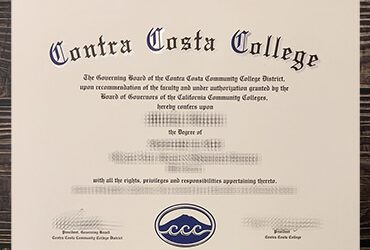 Contra Costa College
The Governing Board of the Contra Costa Community College District,
upon recommendation of the faculty and under authorization granted by the
Board of Governors of the California Community Colleges,
hereby confers upon
the Degree of
with all the rights, privileges and responsibilities appertaining thereto.
President, Governing Board
Contra Costa Community College District
ccc
President
Contra Costa College